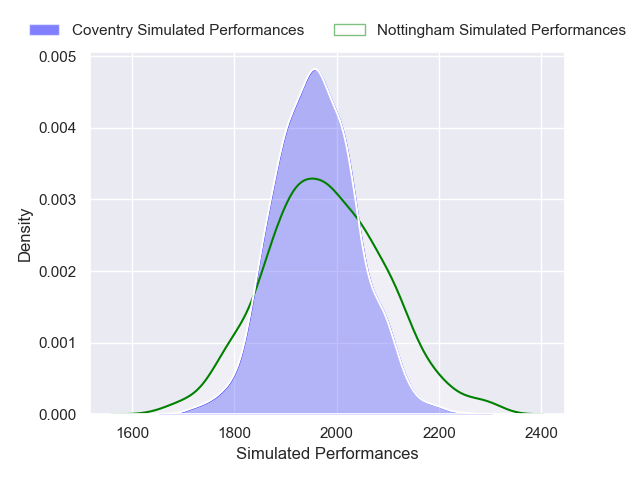 Coventry Simulated Performances Nottingham Simulated Performances
0.005
0.004
0.003
0.002
0.001
0.000
Density
1600 1800 2000 2200 2400
Simulated Performances